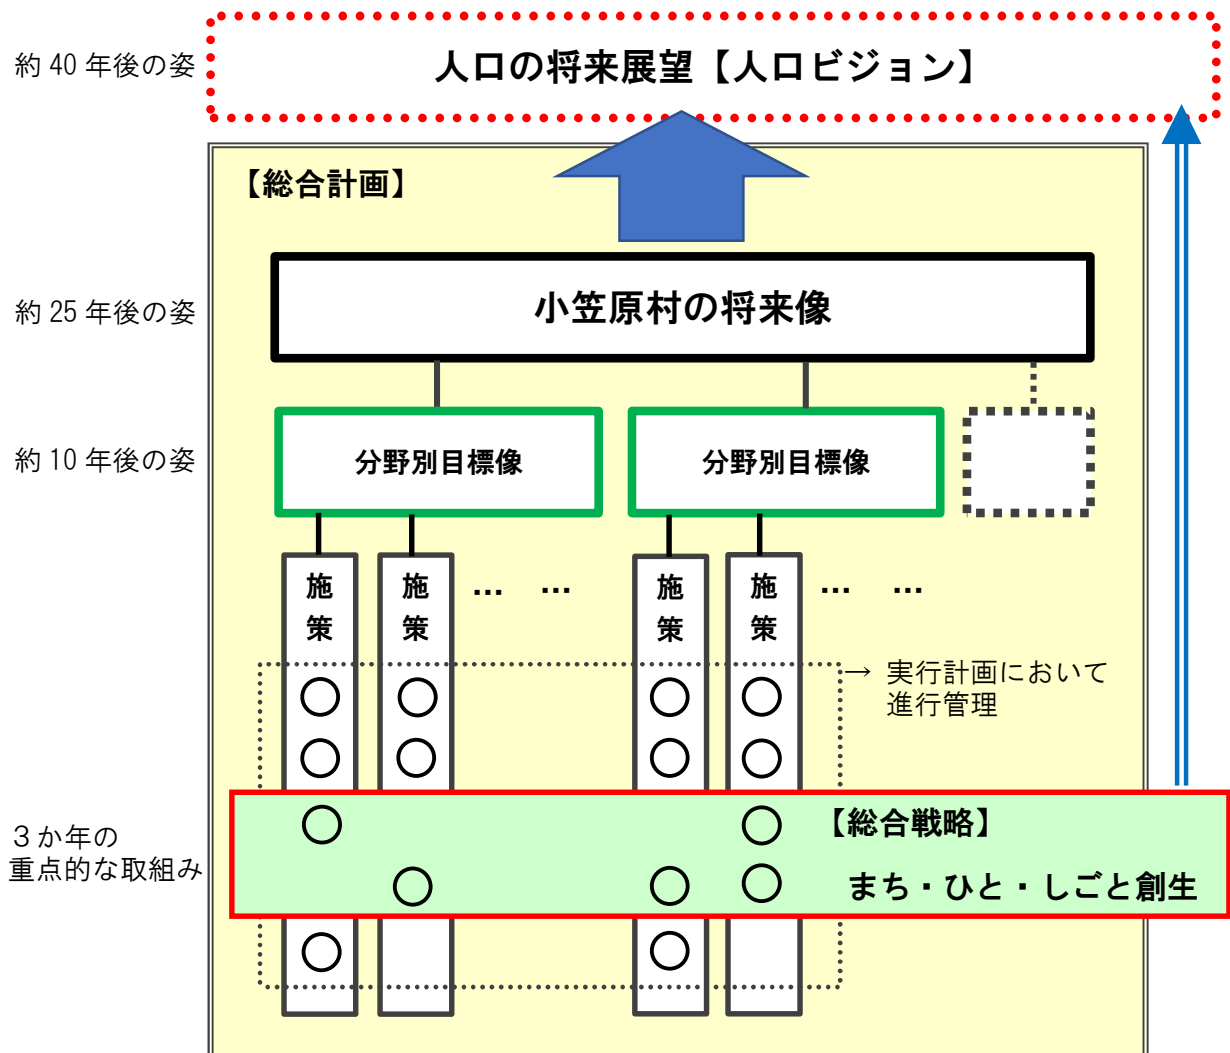 約 40 年後の姿
人口の将来展望【人口ビジョン】
【総合計画】
約 25 年後の姿
小笠原村の将来像
約 10 年後の姿
分野別目標像
分野別目標像
施策
施策
… …
施策
施策
… …
→ 実行計画において
進行管理
３か年の
重点的な取組み
【総合戦略】
まち・ひと・しごと創生